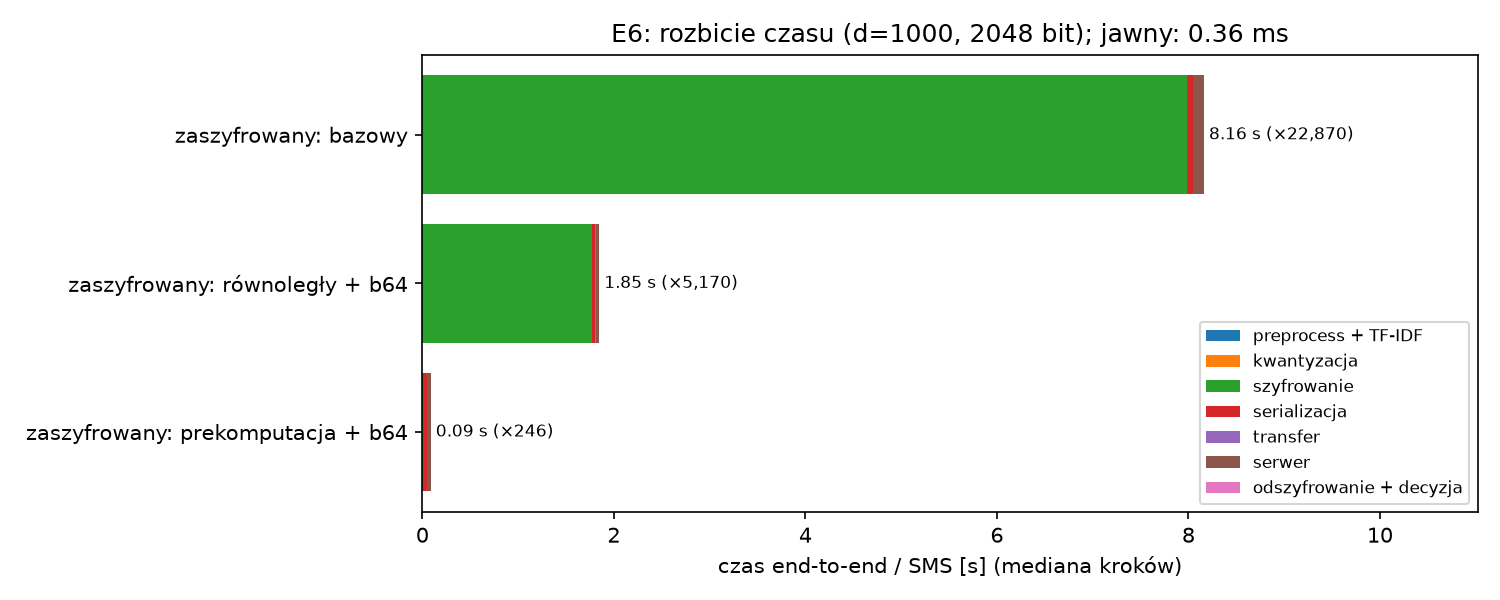 E6: rozbicie czasu (d=1000, 2048 bit); jawny: 0.36 ms
zaszyfrowany: bazowy
8.16 s (×22,870)
zaszyfrowany: równoległy + b64
1.85 s (×5,170)
zaszyfrowany: prekomputacja + b64
0.09 s (×246)
preprocess + TF-IDF
kwantyzacja
szyfrowanie
serializacja
transfer
serwer
odszyfrowanie + decyzja
0 2 4 6 8 10
czas end-to-end / SMS [s] (mediana kroków)